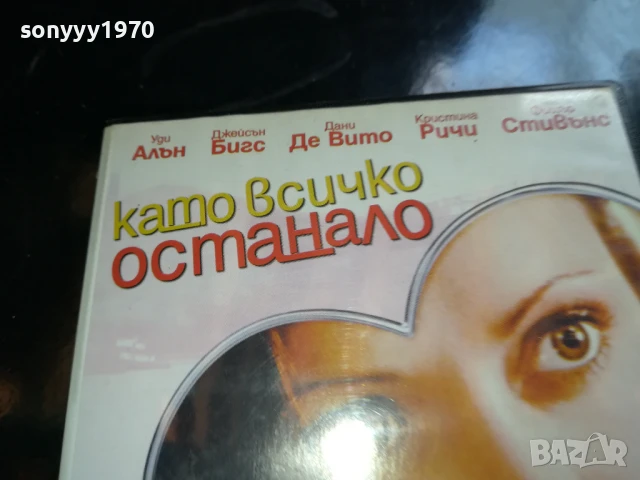 sonyyy1970
Уди Джейсън Дани Кристина
Алън Бигс Де Вито Ричи Стивънс
като всичко
останало
BAZAR